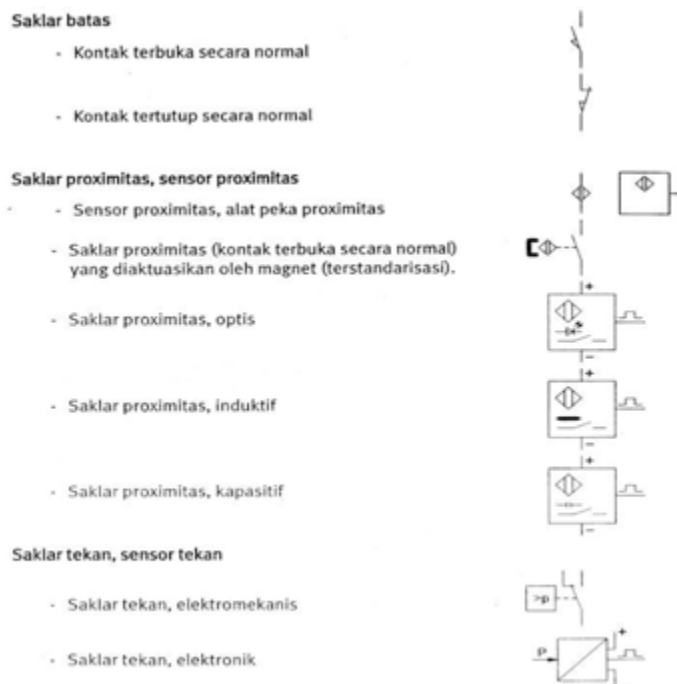 Saklar batas
- Kontak terbuka secara normal
- Kontak tertutup secara normal
Saklar proximitas, sensor proximitas
- Sensor proximitas, alat peka proximitas
- Saklar proximitas (kontak terbuka secara normal)
yang diaktuasikan oleh magnet (terstandarisasi).
+
- Saklar proximitas, optis
−
+
- Saklar proximitas, induktif
−
+
- Saklar proximitas, kapasitif
−
Saklar tekan, sensor tekan
- Saklar tekan, elektromekanis
>p
+
P
- Saklar tekan, elektronik